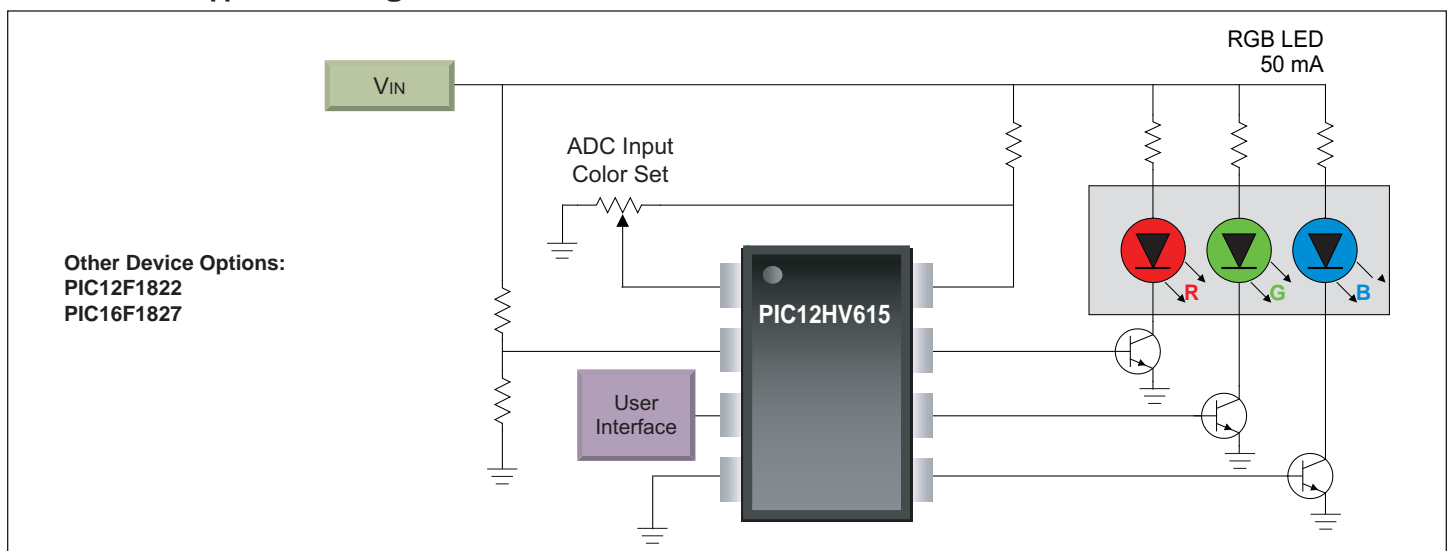 RGB LED
50 mA
VIN
ADC Input
Color Set
Other Device Options:
PIC12F1822
PIC16F1827
PIC12HV615
R
G
B
User
Interface